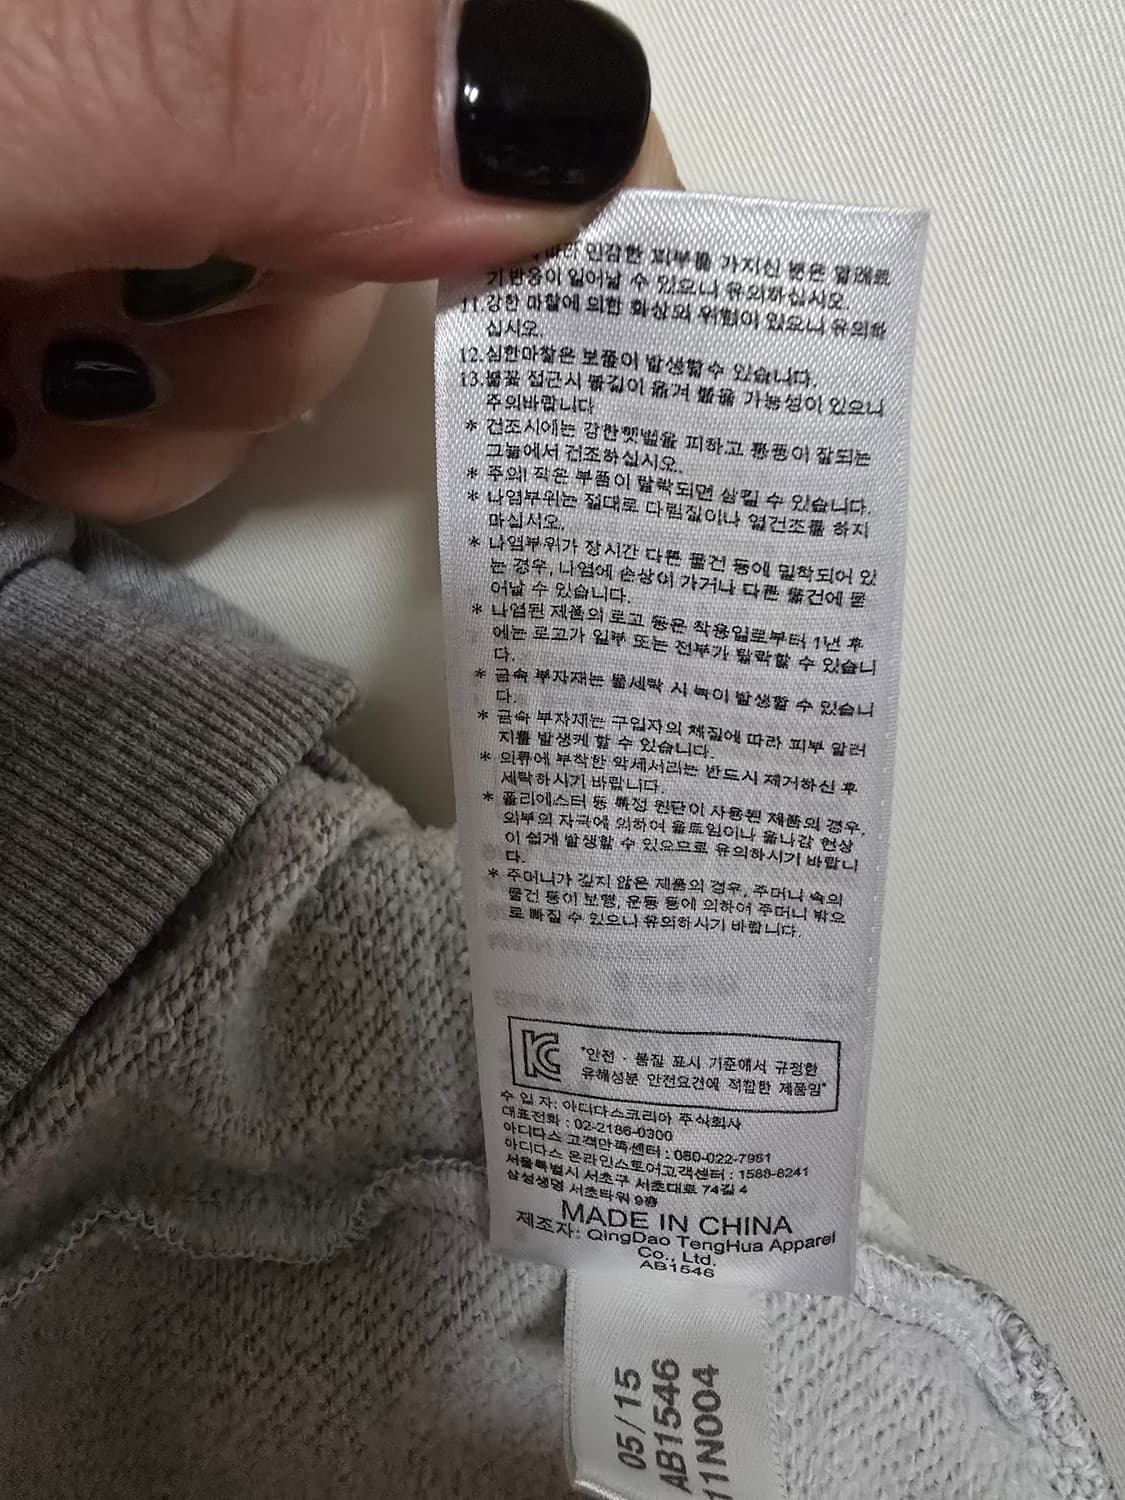 따라 민감한 피부를 가지신 분은 알레르
기 반응이 일어날 수 있으니 유의하십시오.
11.강한 마찰에 의한 화상의 위험이 있으니 유의하
십시오.
12.심한마찰은 보풀이 발생할수 있습니다.
13.불꽃 접근시 불길이 옮겨 붙을 가능성이 있으니
주의바랍니다
* 건조시에는 강한햇볕을 피하고 통풍이 잘되는
그늘에서 건조하십시오.
* 주의! 작은 부품이 탈락되면 삼킬 수 있습니다.
* 나염부위는 절대로 다림질이나 열건조를 하지
마십시오.
* 나염부위가 장시간 다른 물건 등에 밀착되어 있
는 경우, 나염에 손상이 가거나 다른 물건에 묻
어날 수 있습니다.
* 나염된 제품의 로고 등은 착용일로부터 1년 후
에는 로고가 일부 또는 전부가 탈락할 수 있습니
다.
* 금속 부자재는 물세탁 시 녹이 발생할 수 있습니
다.
* 금속 부자재는 구입자의 체질에 따라 피부 알러
지를 발생케 할 수 있습니다.
* 의류에 부착한 악세서리는 반드시 제거하신 후
세탁하시기 바랍니다.
* 폴리에스터 등 특정 원단이 사용된 제품의 경우,
외부의 자극에 의하여 올트임이나 올나감 현상
이 쉽게 발생할 수 있으므로 유의하시기 바랍니
다.
* 주머니가 깊지 않은 제품의 경우, 주머니 속의
물건 등이 보행, 운동 등에 의하여 주머니 밖으
로 빠질 수 있으니 유의하시기 바랍니다.
KC "안전 · 품질 표시 기준에서 규정한
유해성분 안전요건에 적합한 제품임"
수 입 자: 아디다스코리아 주식회사
대표전화 : 02-2186-0300
아디다스 고객만족센터 : 080-022-7981
아디다스 온라인스토어고객센터 : 1588-8241
서울특별시 서초구 서초대로 74길 4
삼성생명 서초타워 9층
MADE IN CHINA
제조자: QingDao TengHua Apparel
Co., Ltd.
AB1546
05/15
AB1546
11N004